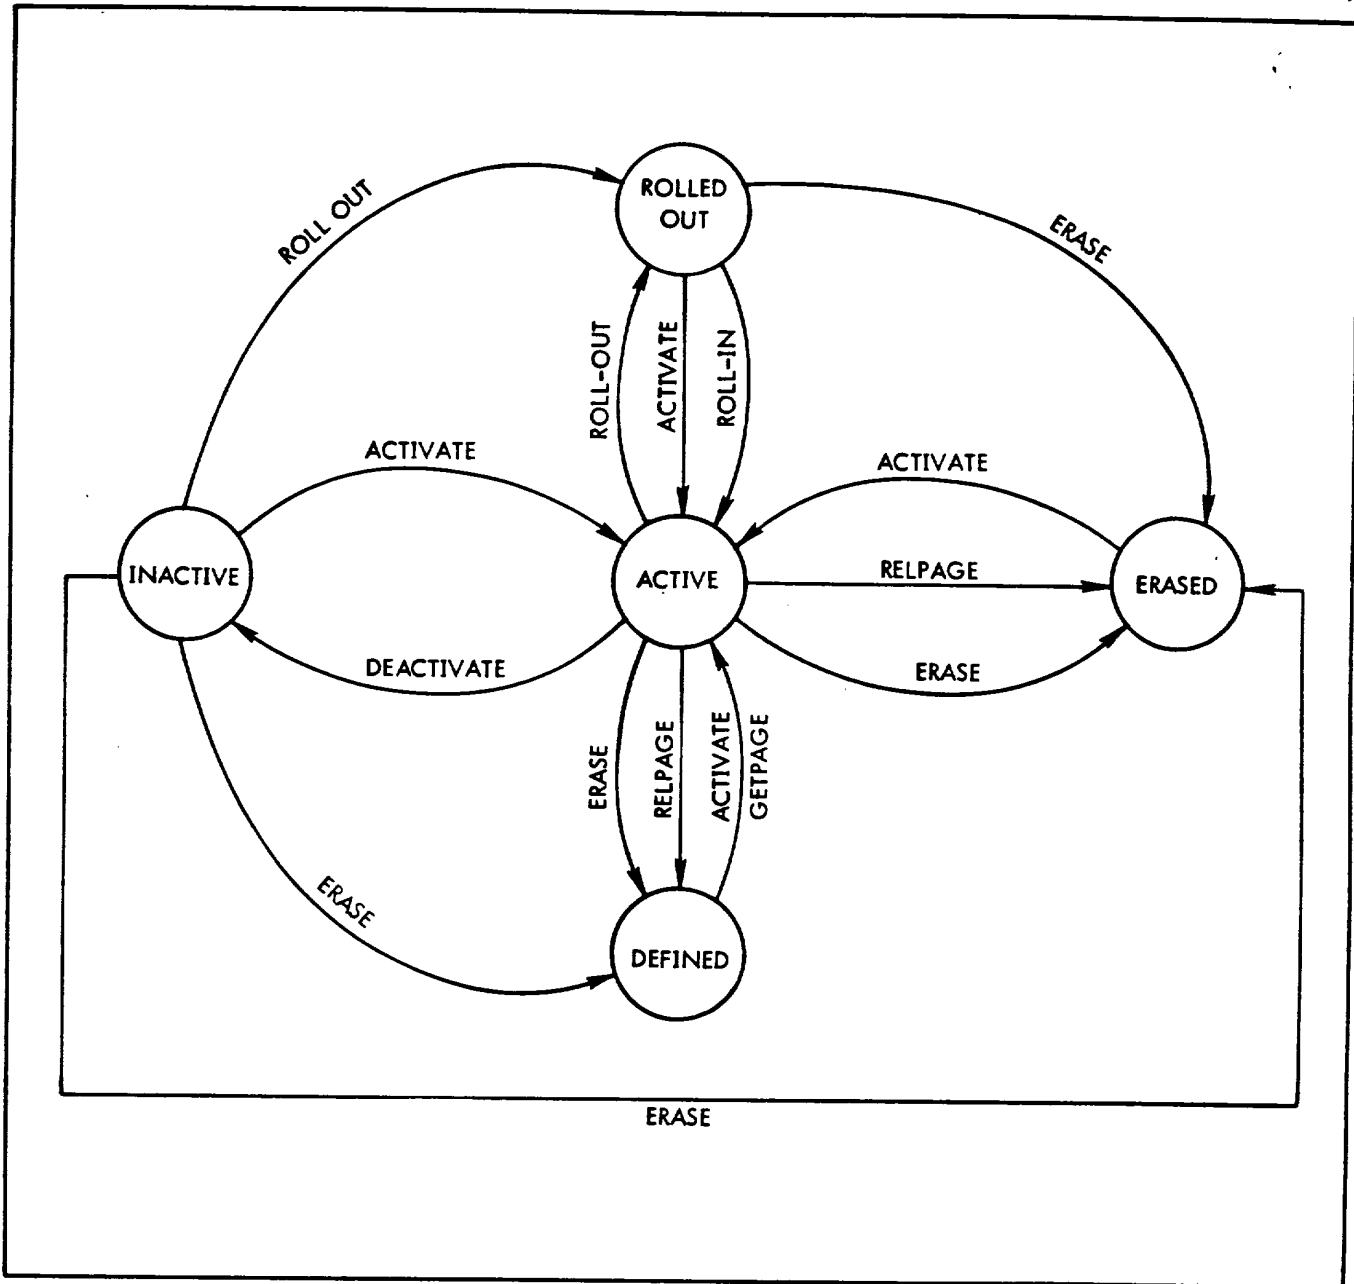 ROLLED
OUT
ROLL OUT
ERASE
ROLL-OUT
ACTIVATE
ROLL-IN
ACTIVATE
ACTIVATE
INACTIVE
ACTIVE
RELPAGE
ERASED
DEACTIVATE
ERASE
ERASE
RELPAGE
ACTIVATE
GETPAGE
ERASE
DEFINED
ERASE